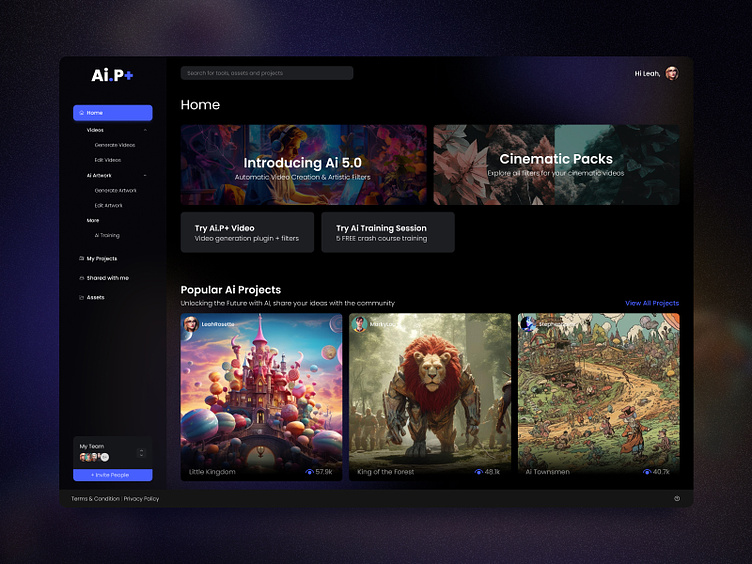 Ai.P+
Search for tools, assets and projects
Hi Leah,
Home
Videos
Generate Videos
Edit Videos
Ai Artwork
Generate Artwork
Edit Artwork
More
Ai Training
My Projects
Shared with me
Assets
My Team
+ Invite People
Home
Introducing Ai 5.0
Automatic Video Creation & Artistic Filters
Cinematic Packs
Explore all filters for your cinematic videos
Try Ai.P+ Video
Video generation plugin + filters
Try Ai Training Session
5 FREE crash course training
Popular Ai Projects
Unlocking the Future with AI, share your ideas with the community
View All Projects
LeahRosette
Little Kingdom
57.9k
King of the Forest
48.1k
Ai Townsmen
40.7k
Terms & Condition | Privacy Policy